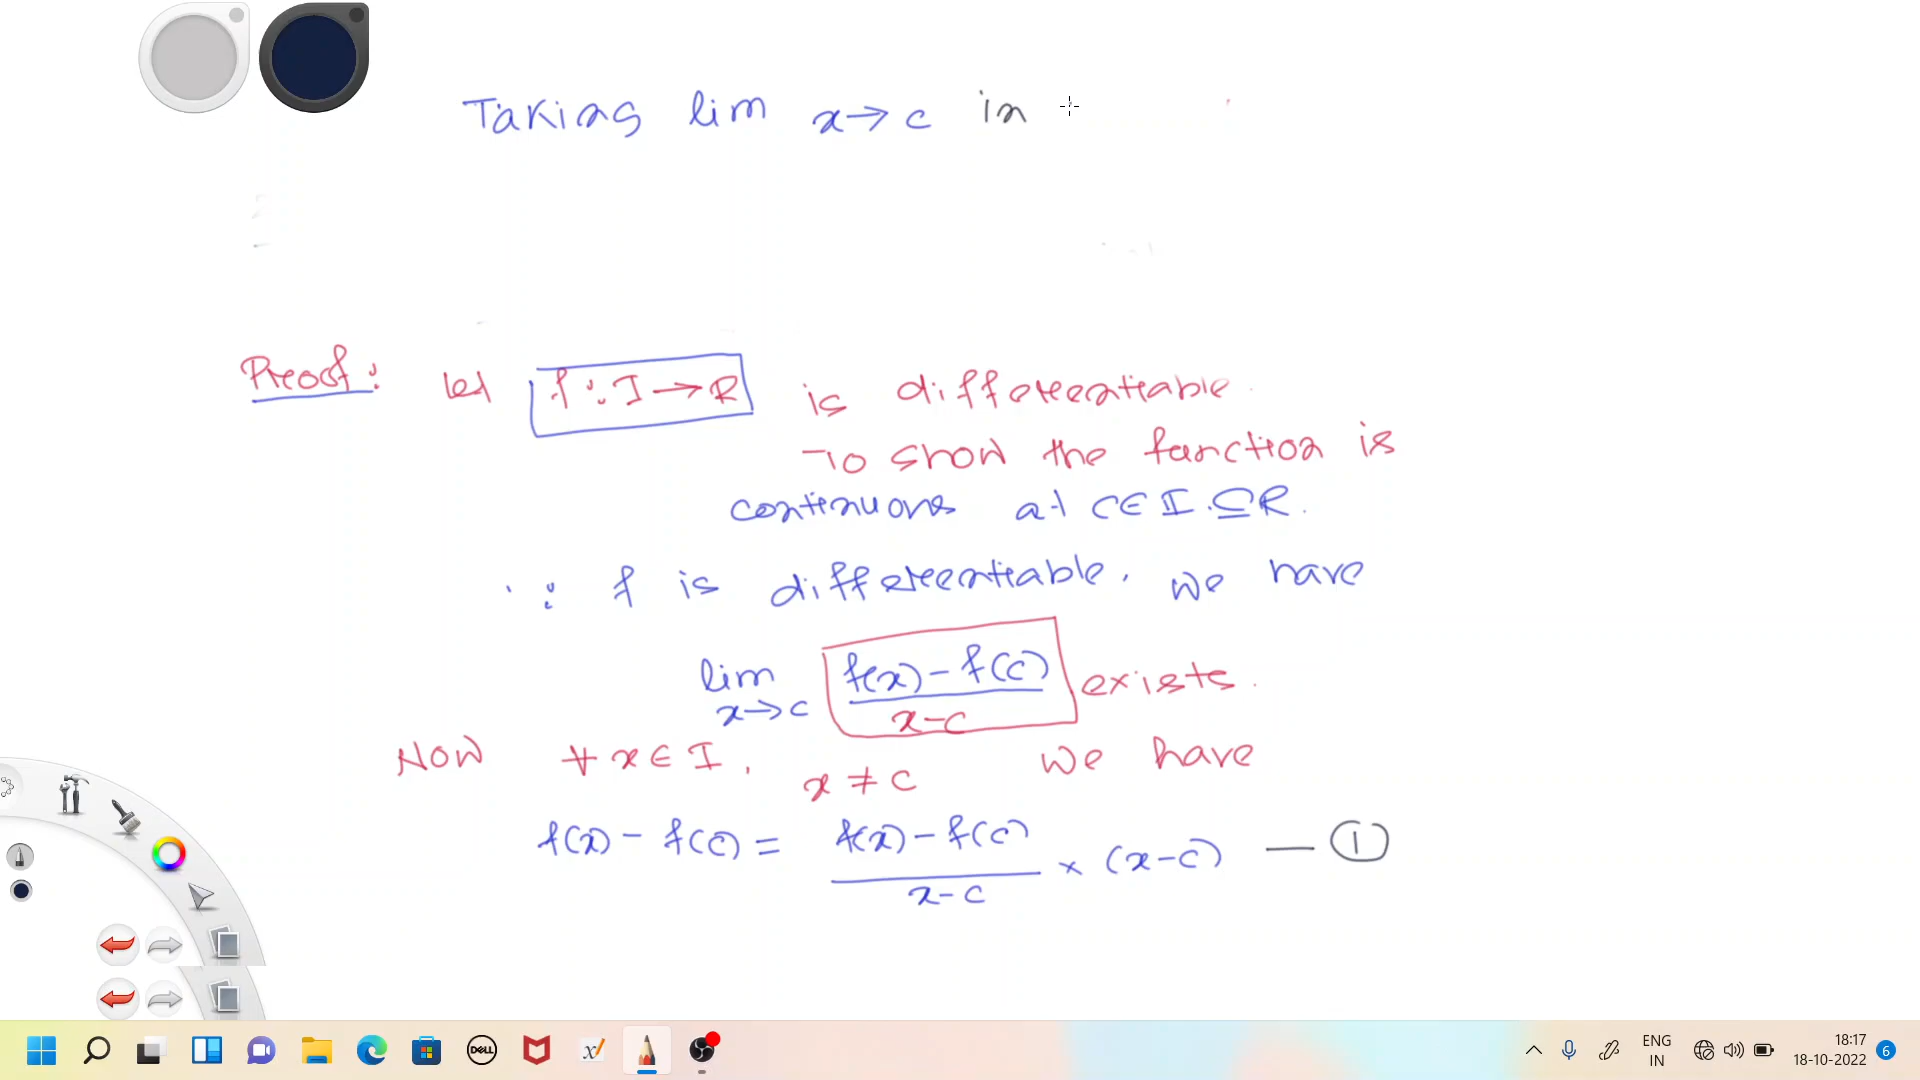 Taking lim x→c in
Proof: let f : I → R is differentiable.
To show the function is
continuous at c∈I.⊆R.
∵ f is differentiable. we have
lim x→c f(x) − f(c) / x−c exists.
Now ∀ x ∈ I, x ≠ c we have
f(x) − f(c) = f(x) − f(c) / x−c × (x−c) — ①
DELL
ENG
IN
18:17
18-10-2022
6